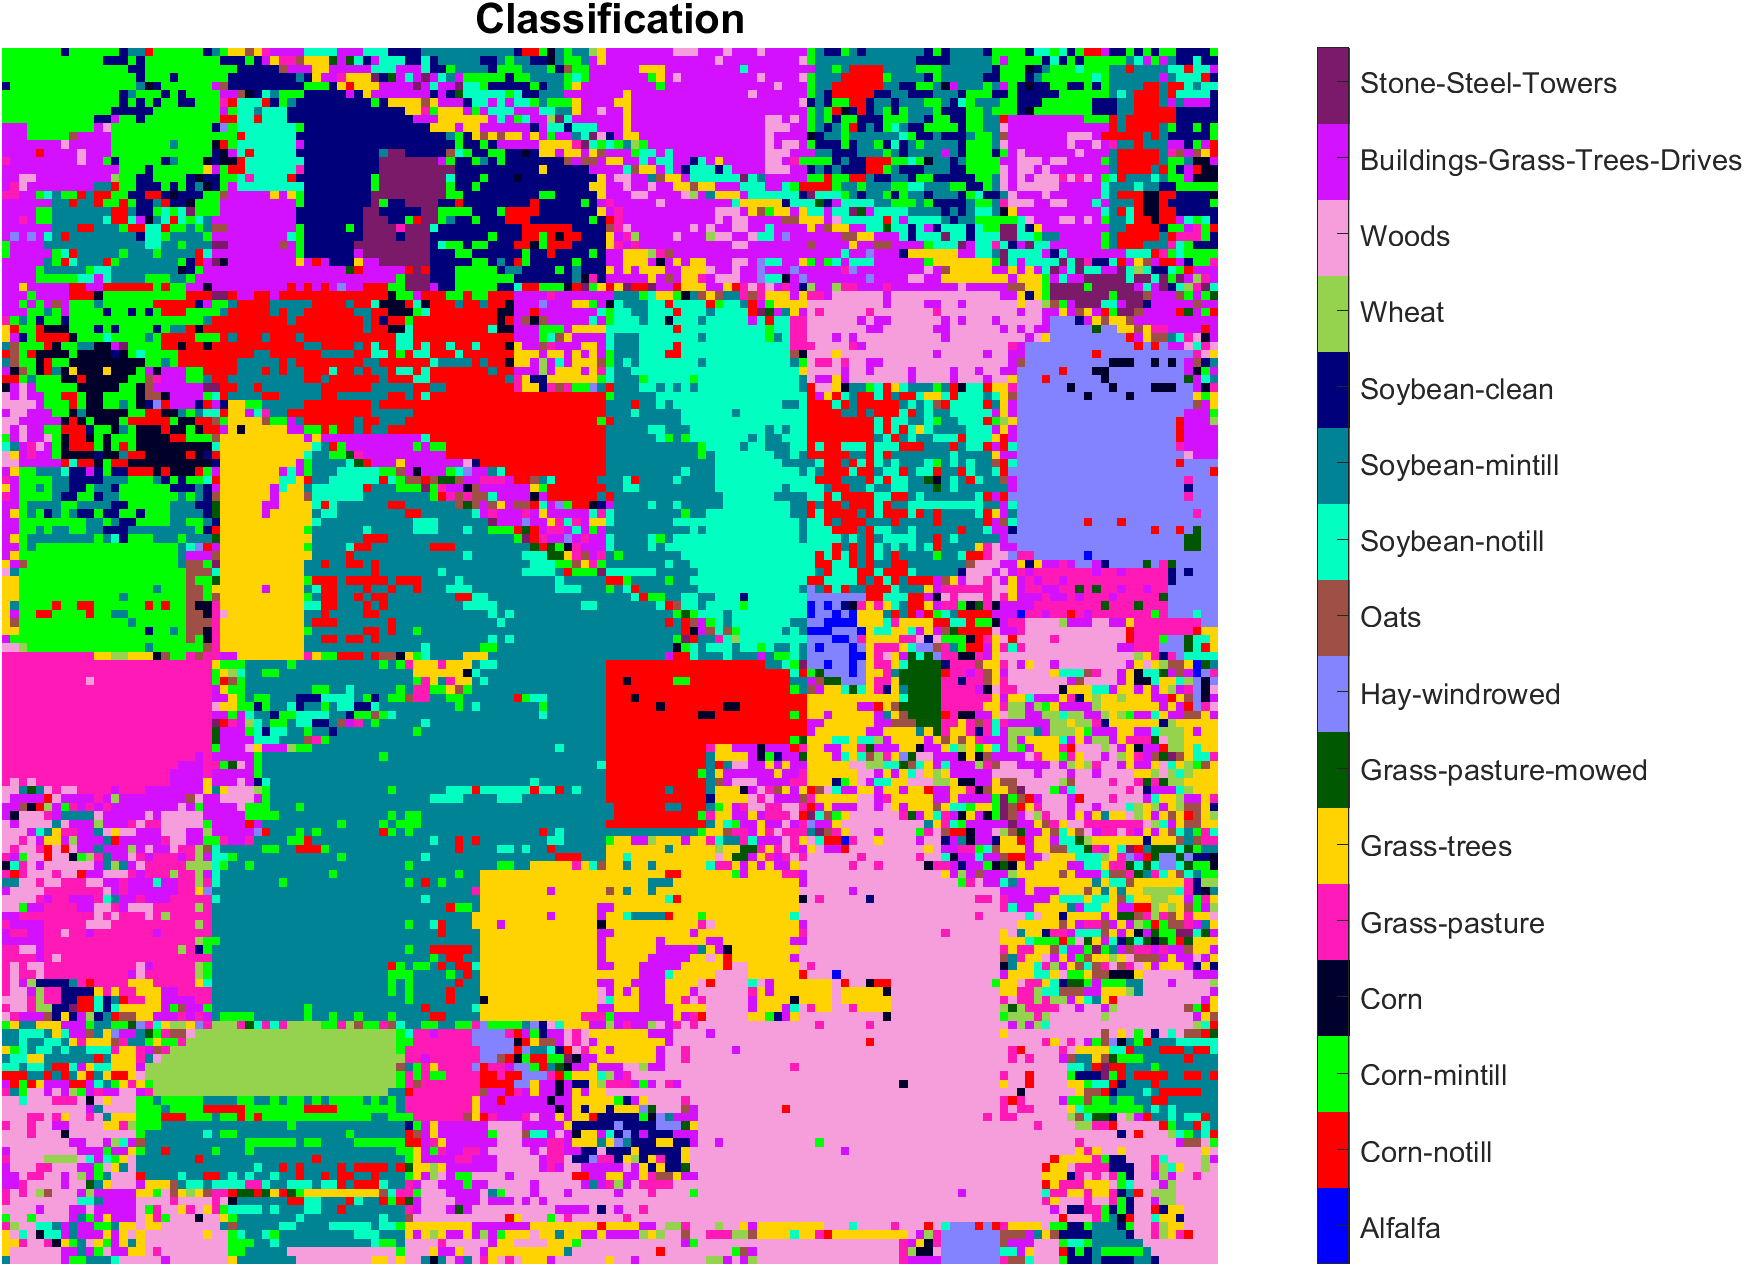 Classification
Stone-Steel-Towers
Buildings-Grass-Trees-Drives
Woods
Wheat
Soybean-clean
Soybean-mintill
Soybean-notill
Oats
Hay-windrowed
Grass-pasture-mowed
Grass-trees
Grass-pasture
Corn
Corn-mintill
Corn-notill
Alfalfa